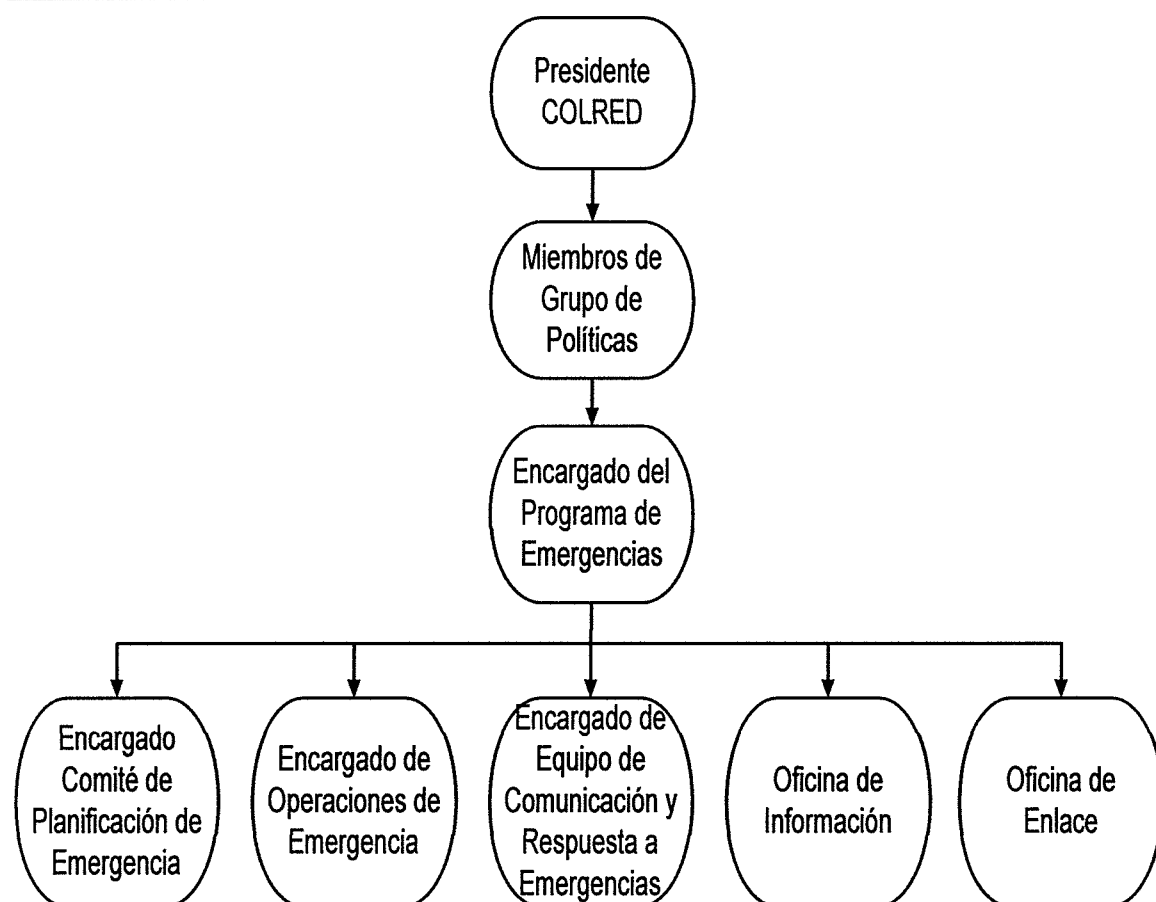 Presidente
COLRED
Miembros de
Grupo de
Políticas
Encargado del
Programa de
Emergencias
Encargado
Comité de
Planificación de
Emergencia
Encargado de
Operaciones de
Emergencia
Encargado de
Equipo de
Comunicación y
Respuesta a
Emergencias
Oficina de
Información
Oficina de
Enlace